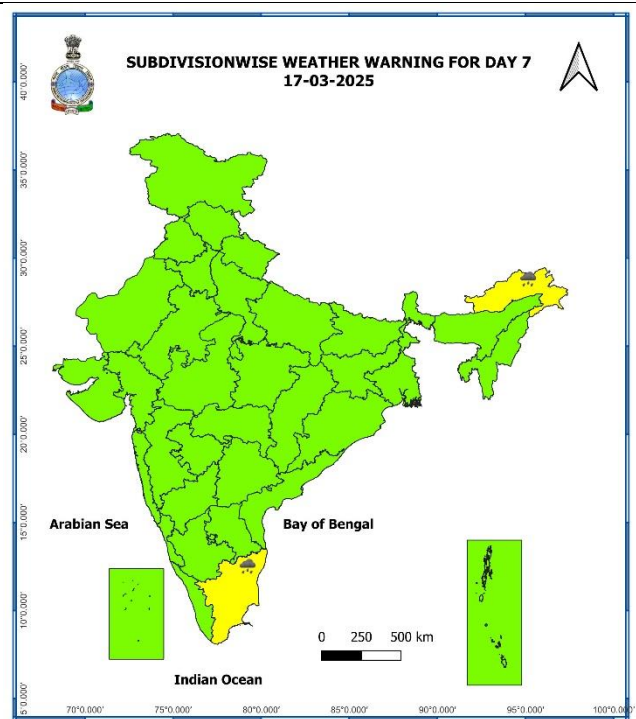 SUBDIVISIONWISE WEATHER WARNING FOR DAY 7
17-03-2025
40°0.000'
35°0.000'
30°0.000'
25°0.000'
20°0.000'
15°0.000'
10°0.000'
5°0.000'
Arabian Sea
Bay of Bengal
0 250 500 km
Indian Ocean
70°0.000' 75°0.000' 80°0.000' 85°0.000' 90°0.000' 95°0.000' 100°0.000'